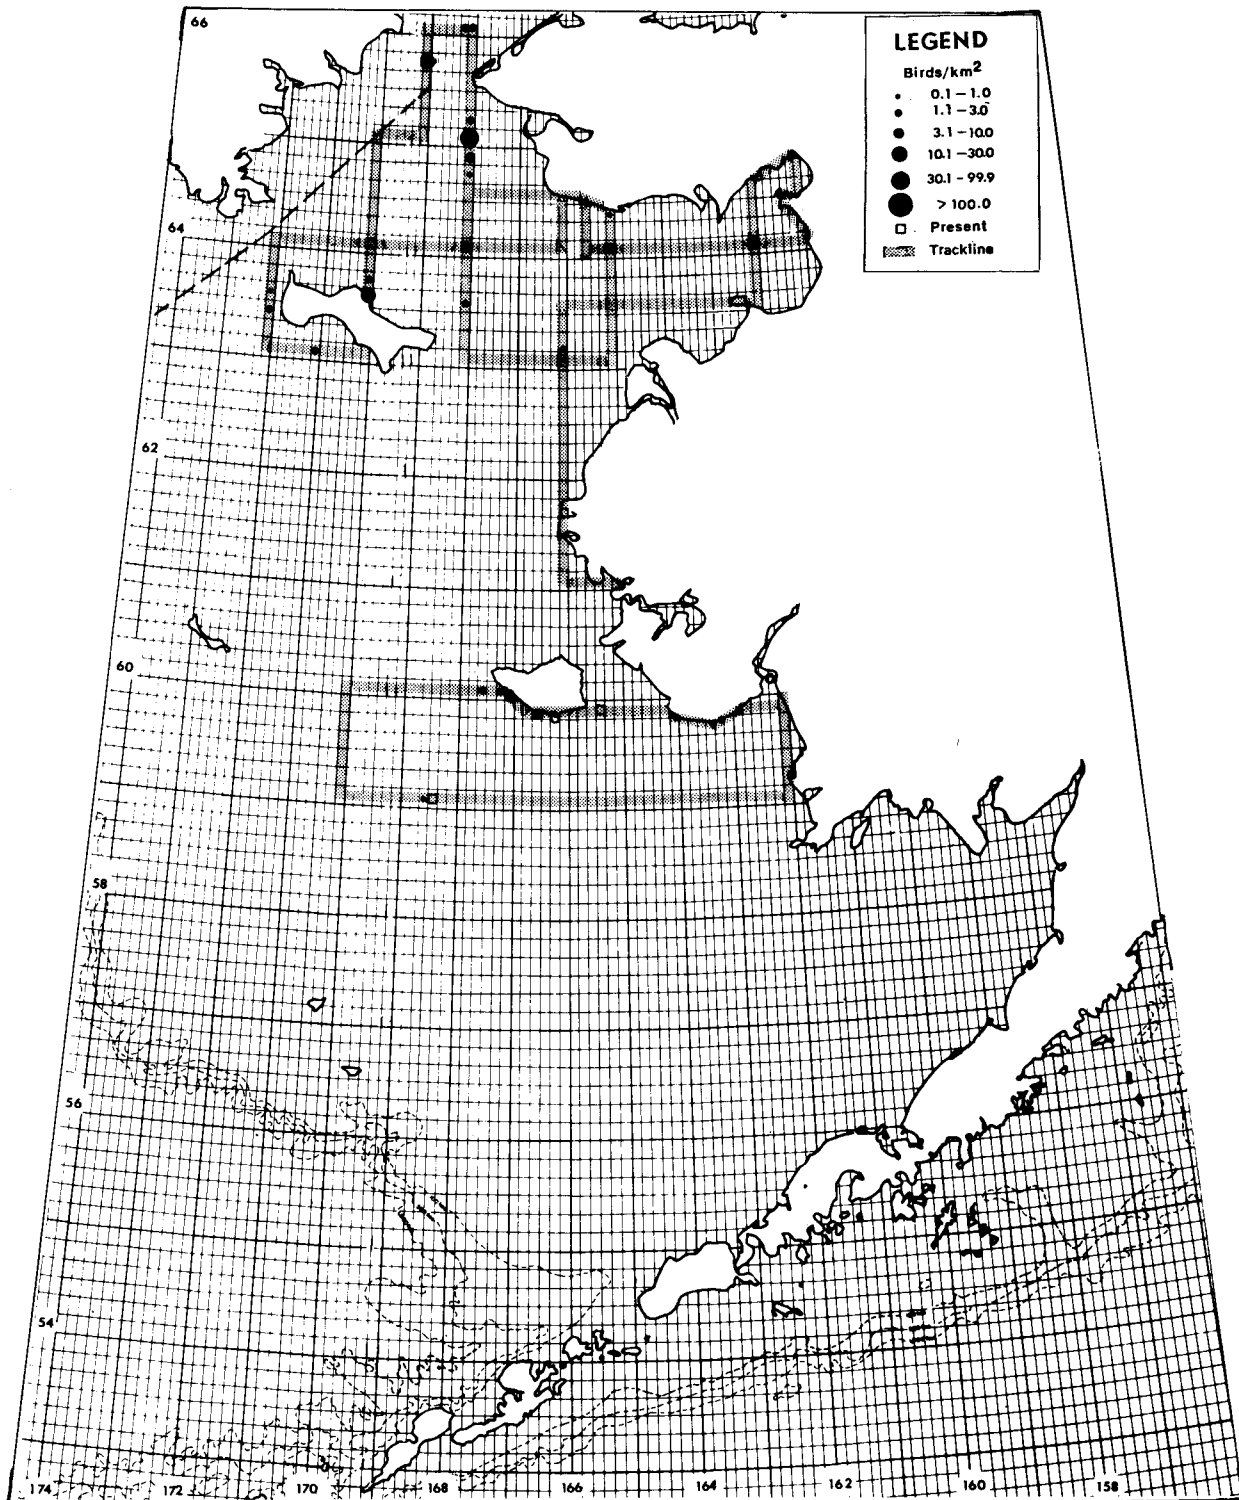 66
LEGEND
Birds/km²
0.1 – 1.0
1.1 – 3.0
3.1 – 10.0
10.1 – 30.0
30.1 – 99.9
> 100.0
Present
Trackline
64
62
60
58
56
54
174 172 170 168 166 164 162 160 158